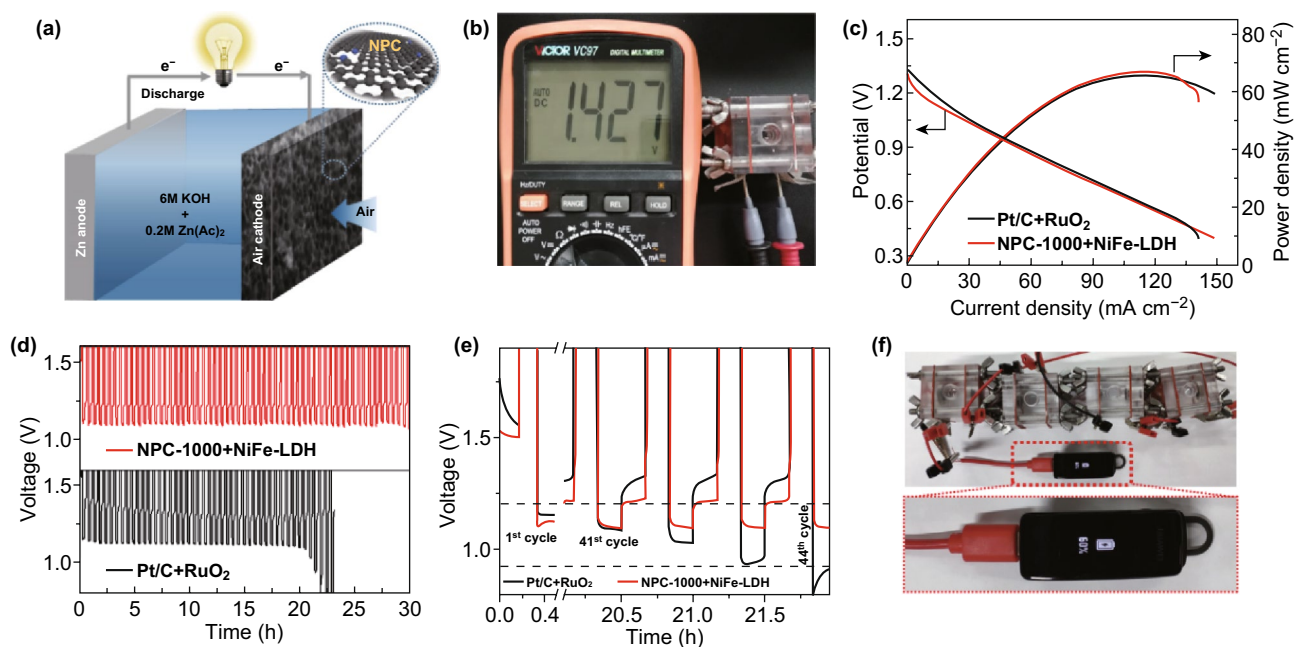 (a)
NPC
e⁻
e⁻
Discharge
Zn anode
6M KOH
+
0.2M Zn(Ac)₂
Air cathode
Air
(b)
VICTOR VC97 DIGITAL MULTIMETER
AUTO
DC
1.427
V
Hz/DUTY
SELECT RANGE REL HOLD
AUTO
POWER
OFF
(c)
Potential (V)
1.5
1.2
0.9
0.6
0.3
80
60
40
20
0
Power density (mW cm⁻²)
Pt/C+RuO₂
NPC-1000+NiFe-LDH
0 30 60 90 120 150
Current density (mA cm⁻²)
(d)
Voltage (V)
1.5
1.0
NPC-1000+NiFe-LDH
1.5
1.0
Pt/C+RuO₂
0 5 10 15 20 25 30
Time (h)
(e)
Voltage (V)
1.5
1.0
1st cycle
41st cycle
44th cycle
Pt/C+RuO₂ NPC-1000+NiFe-LDH
0.0 0.4 20.5 21.0 21.5
Time (h)
(f)
60%